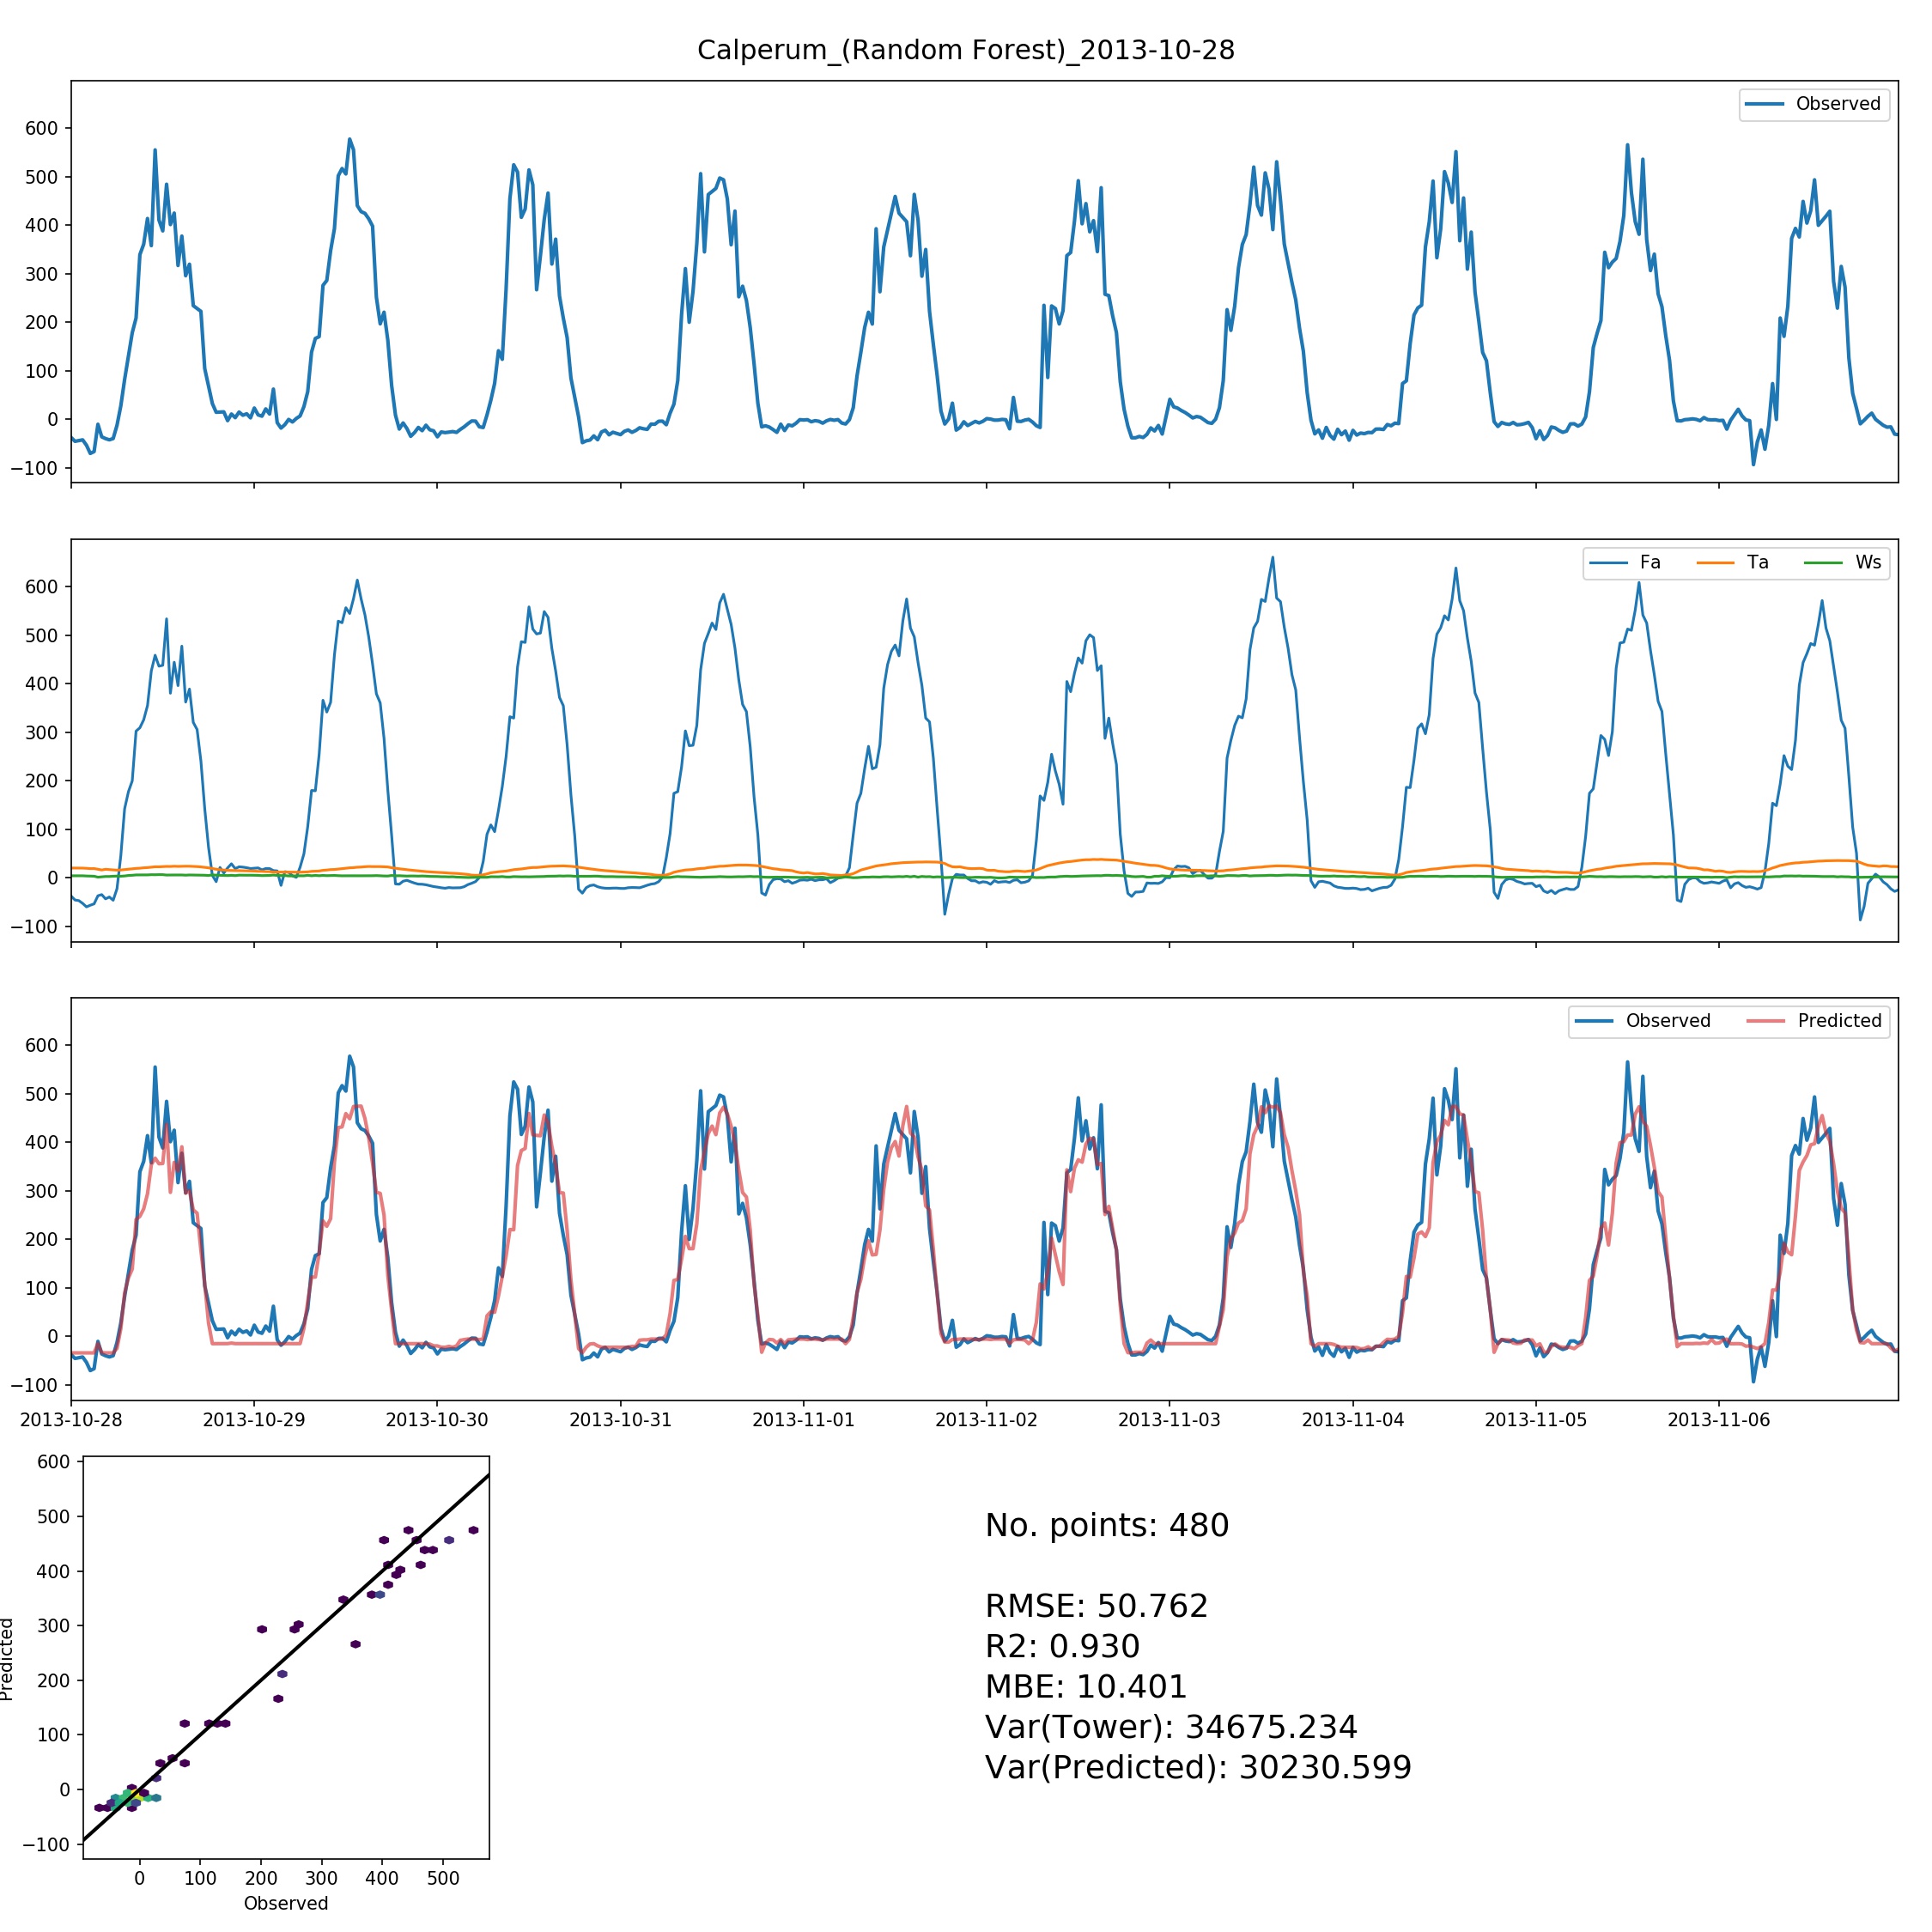 Calperum_(Random Forest)_2013-10-28
Observed
600
500
400
300
200
100
0
−100
Fa Ta Ws
600
500
400
300
200
100
0
−100
Observed Predicted
600
500
400
300
200
100
0
−100
2013-10-28 2013-10-29 2013-10-30 2013-10-31 2013-11-01 2013-11-02 2013-11-03 2013-11-04 2013-11-05 2013-11-06
600
500
400
300
200
100
0
−100
Predicted
0 100 200 300 400 500
Observed
No. points: 480
RMSE: 50.762
R2: 0.930
MBE: 10.401
Var(Tower): 34675.234
Var(Predicted): 30230.599